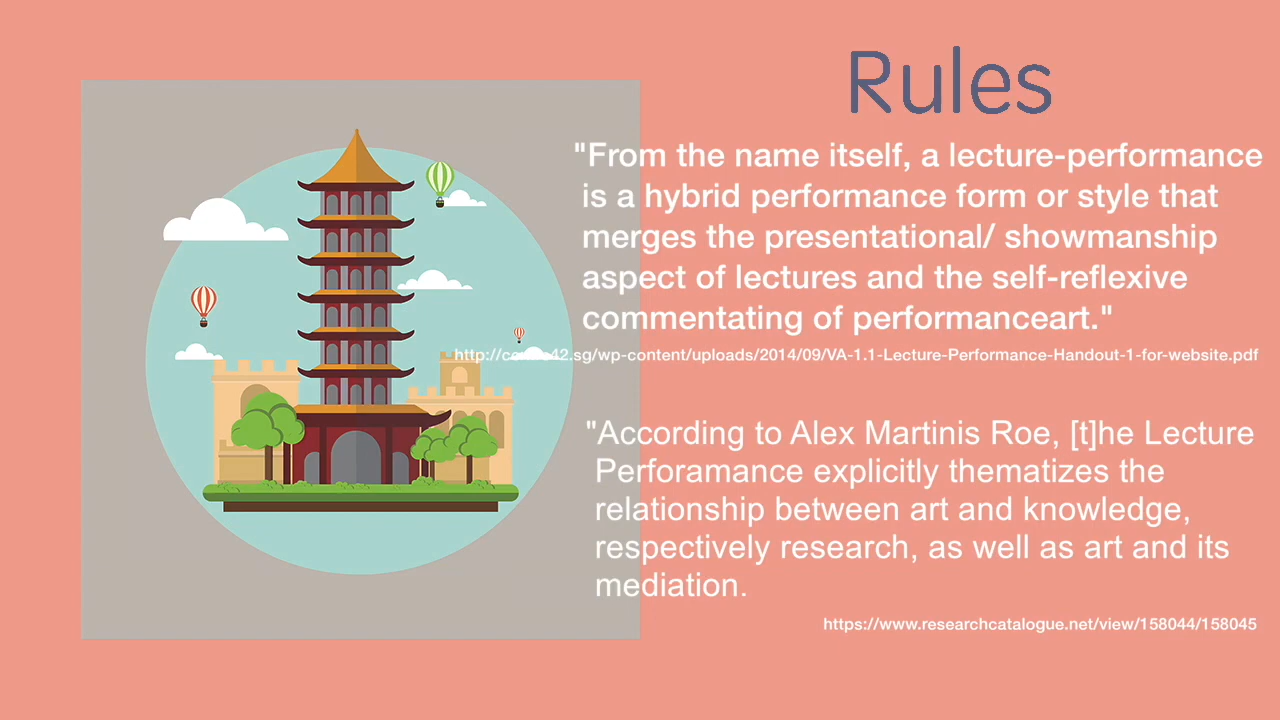 Rules
"From the name itself, a lecture-performance
is a hybrid performance form or style that
merges the presentational/ showmanship
aspect of lectures and the self-reflexive
commentating of performanceart."
http://centre42.sg/wp-content/uploads/2014/09/VA-1.1-Lecture-Performance-Handout-1-for-website.pdf
"According to Alex Martinis Roe, [t]he Lecture
Perforamance explicitly thematizes the
relationship between art and knowledge,
respectively research, as well as art and its
mediation.
https://www.researchcatalogue.net/view/158044/158045